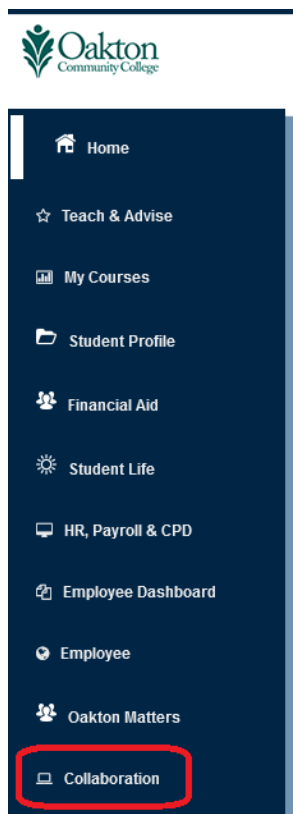 Oakton
Community College
Home
Teach & Advise
My Courses
Student Profile
Financial Aid
Student Life
HR, Payroll & CPD
Employee Dashboard
Employee
Oakton Matters
Collaboration